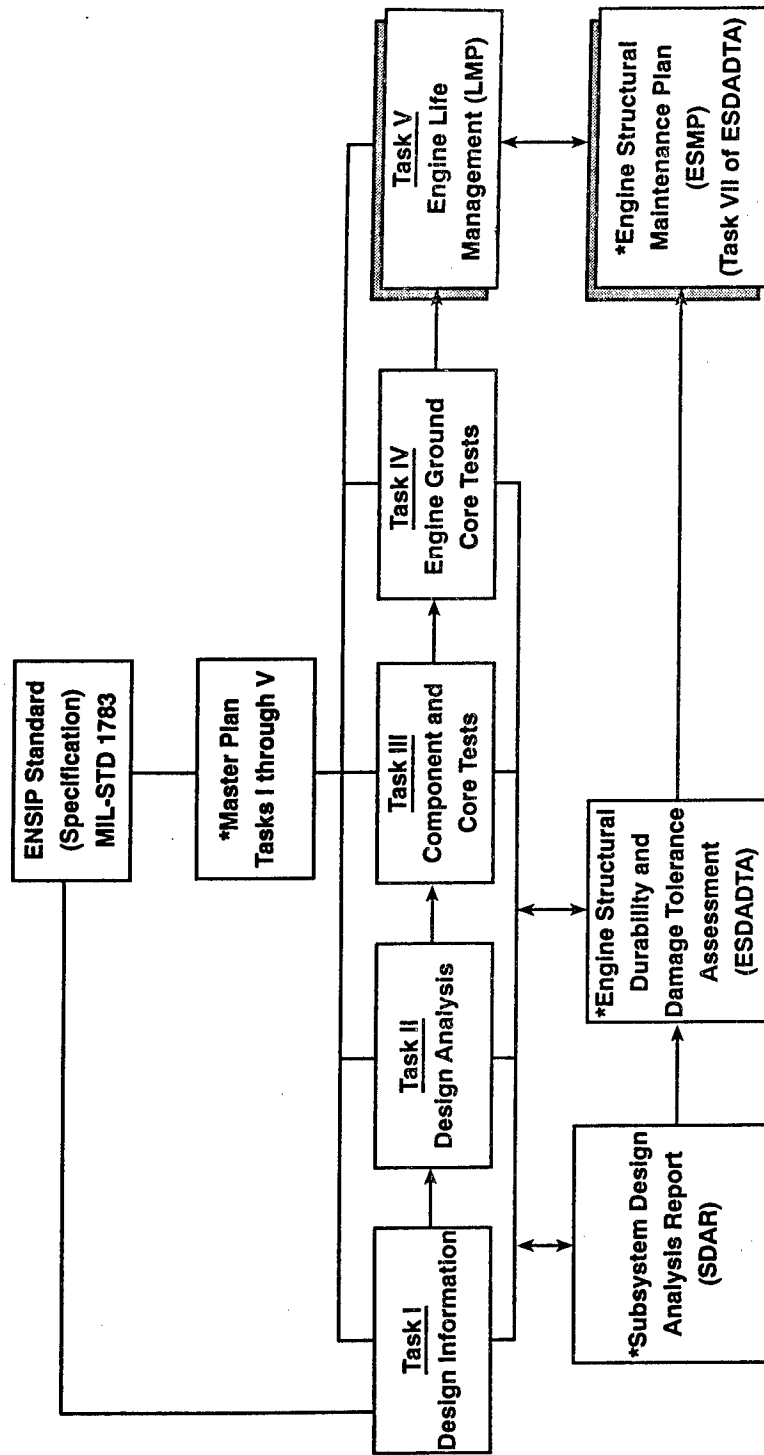 ENSIP Standard
(Specification)
MIL-STD 1783
*Master Plan
Tasks I through V
Task I
Design Information
Task II
Design Analysis
Task III
Component and
Core Tests
Task IV
Engine Ground
Core Tests
Task V
Engine Life
Management (LMP)
*Subsystem Design
Analysis Report
(SDAR)
*Engine Structural
Durability and
Damage Tolerance
Assessment
(ESDADTA)
*Engine Structural
Maintenance Plan
(ESMP)
(Task VII of ESDADTA)